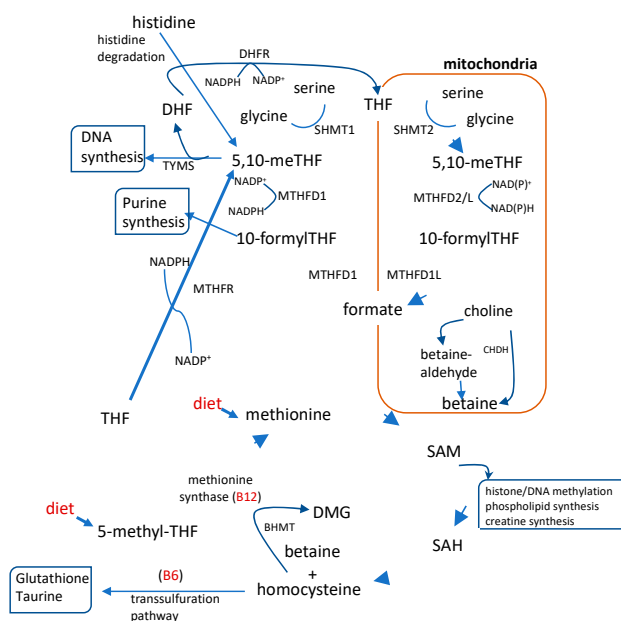 histidine
histidine
degradation
DHFR
NADPH
NADP⁺
mitochondria
serine
glycine
SHMT1
THF
serine
SHMT2
glycine
DHF
DNA
synthesis
TYMS
5,10-meTHF
5,10-meTHF
NADP⁺
MTHFD1
NADPH
NAD(P)⁺
MTHFD2/L
NAD(P)H
Purine
synthesis
10-formylTHF
10-formylTHF
NADPH
MTHFR
NADP⁺
MTHFD1
MTHFD1L
formate
choline
betaine-
aldehyde
CHDH
betaine
THF
diet
methionine
SAM
methionine
synthase (B12)
histone/DNA methylation
phospholipid synthesis
creatine synthesis
diet
5-methyl-THF
DMG
BHMT
betaine
+
homocysteine
SAH
(B6)
Glutathione
Taurine
transsulfuration
pathway